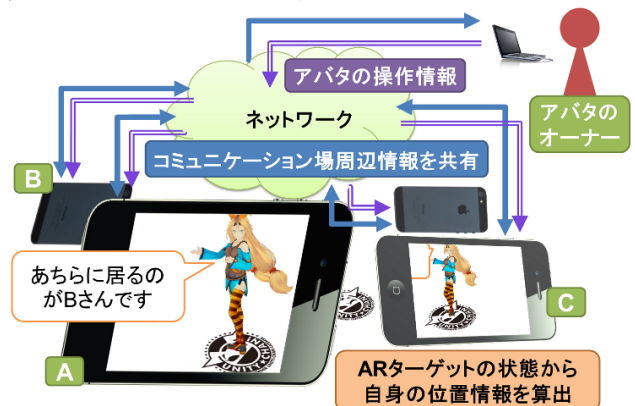 アバタの操作情報
ネットワーク
アバタの
オーナー
コミュニケーション場周辺情報を共有
B
あちらに居るの
がBさんです
A
C
ARターゲットの状態から
自身の位置情報を算出